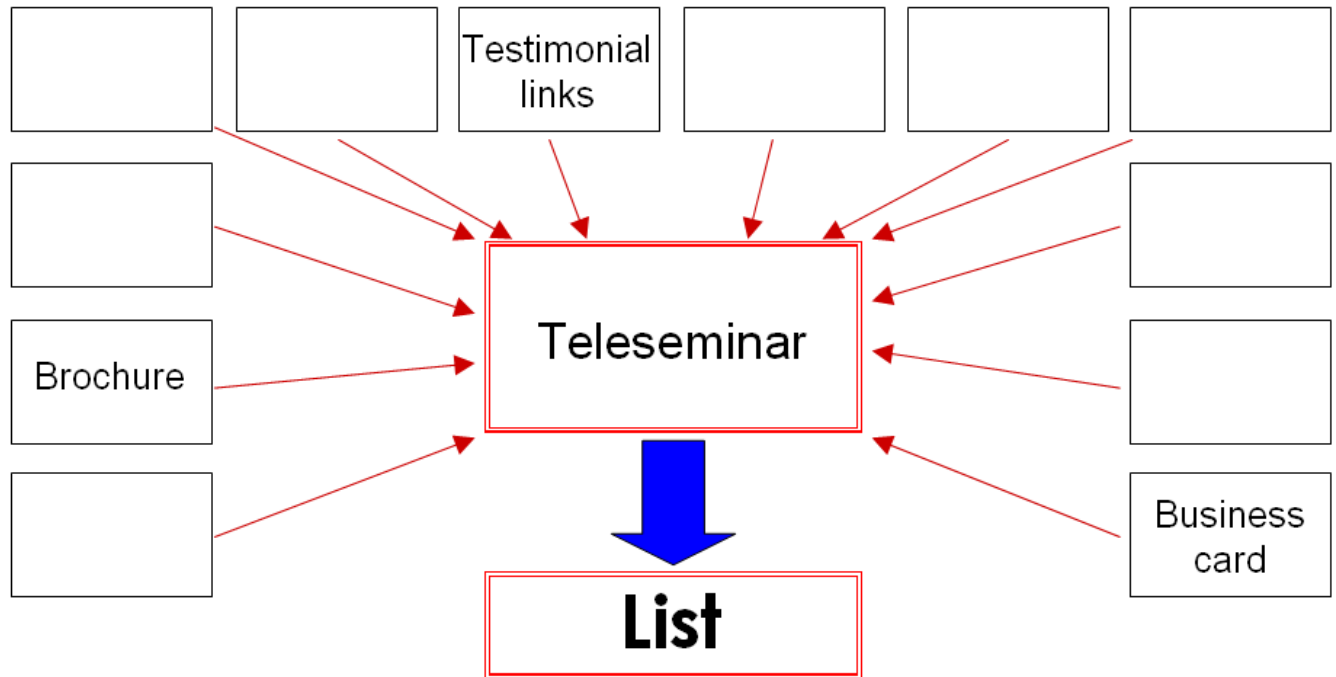 Testimonial
links
Teleseminar
Brochure
Business
card
List